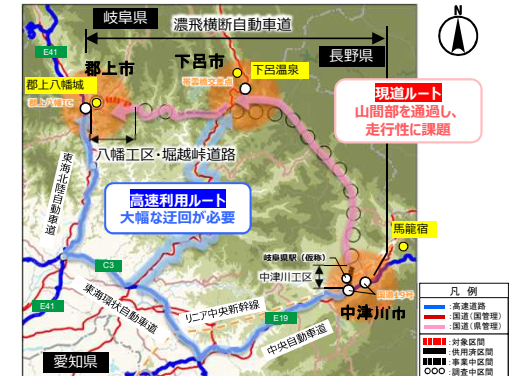 岐阜県
濃飛横断自動車道
N
E41
長野県
郡上市
下呂市
下呂温泉
郡上八幡城
帯雲橋交差点
郡上八幡IC
現道ルート
山間部を通過し、
走行性に課題
八幡工区・堀越峠道路
東海北陸自動車道
高速利用ルート
大幅な迂回が必要
馬籠宿
岐阜県駅(仮称)
中津川工区
国道19号
C3
中津川市
E41
東海環状自動車道
リニア中央新幹線
E19
中央自動車道
愛知県
凡 例
:高速道路
:国道(国管理)
:国道(県管理)
:対象区間
:供用済区間
:事業中区間
:調査中区間